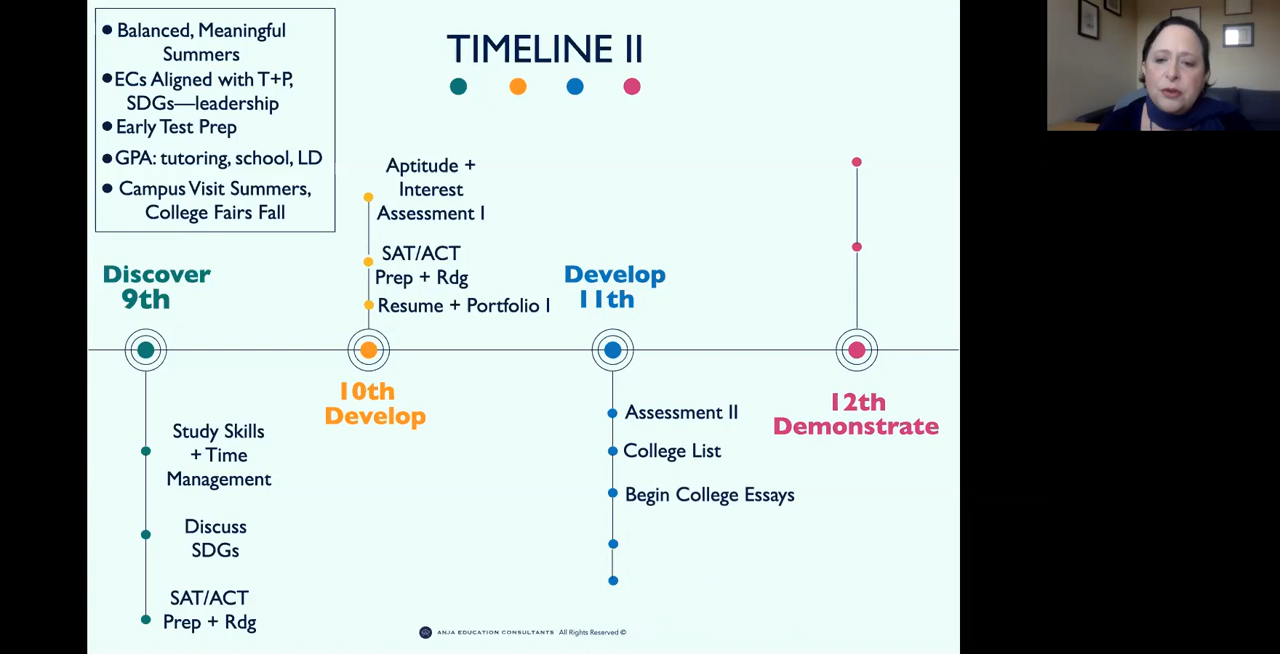 • Balanced, Meaningful
Summers
• ECs Aligned with T+P,
SDGs—leadership
• Early Test Prep
• GPA: tutoring, school, LD
• Campus Visit Summers,
College Fairs Fall
TIMELINE II
Discover
9th
Study Skills
+ Time
Management
Discuss
SDGs
SAT/ACT
Prep + Rdg
Aptitude +
Interest
Assessment I
SAT/ACT
Prep + Rdg
Resume + Portfolio I
10th
Develop
Develop
11th
Assessment II
College List
Begin College Essays
12th
Demonstrate
ANJA EDUCATION CONSULTANTS All Rights Reserved ©